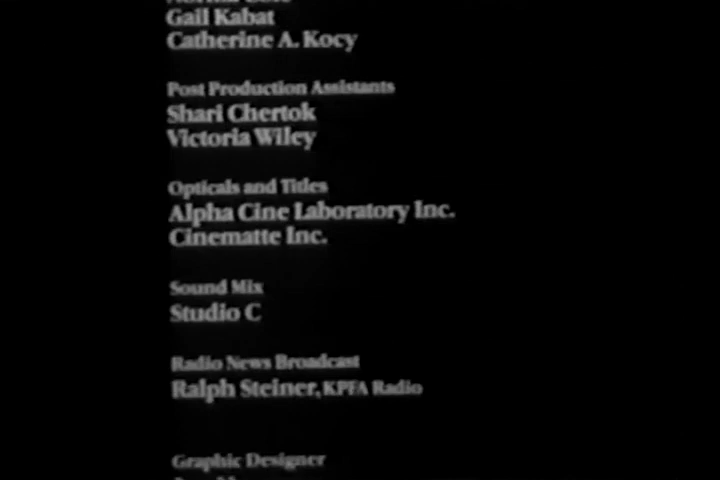 Gail Kabat
Catherine A. Kocy
Post Production Assistants
Shari Chertok
Victoria Wiley
Opticals and Titles
Alpha Cine Laboratory Inc.
Cinematte Inc.
Sound Mix
Studio C
Radio News Broadcast
Ralph Steiner, KPFA Radio
Graphic Designer